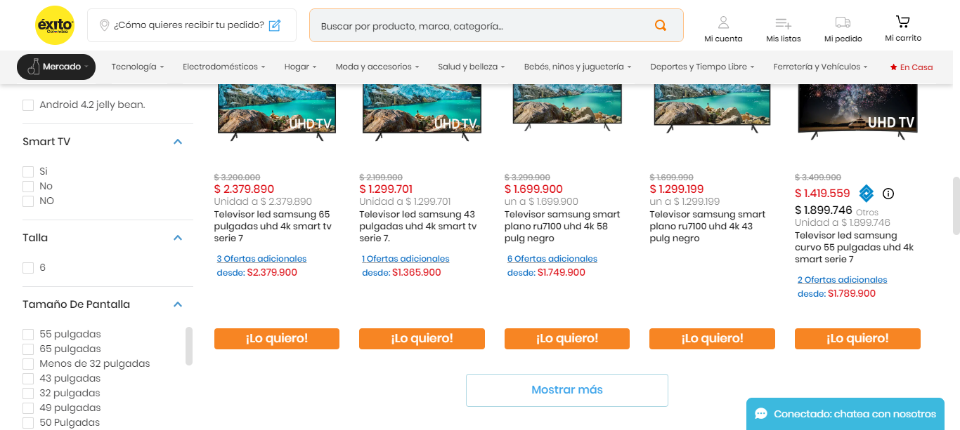 éxito
Colombia
¿Cómo quieres recibir tu pedido?
Buscar por producto, marca, categoría...
Mi cuenta
Mis listas
Mi pedido
Mi carrito
Mercado
Tecnología
Electrodomésticos
Hogar
Moda y accesorios
Salud y belleza
Bebés, niños y juguetería
Deportes y Tiempo Libre
Ferretería y Vehículos
En Casa
Android 4.2 jelly bean.
Smart TV
Sí
No
NO
Talla
6
Tamaño De Pantalla
55 pulgadas
65 pulgadas
Menos de 32 pulgadas
43 pulgadas
32 pulgadas
49 pulgadas
50 Pulgadas
UHD TV
$ 3.200.000
$ 2.379.890
Unidad a $ 2.379.890
Televisor led samsung 65
pulgadas uhd 4k smart tv
serie 7
3 Ofertas adicionales
desde: $2.379.900
¡Lo quiero!
UHD TV
$ 2.199.900
$ 1.299.701
Unidad a $ 1.299.701
Televisor led samsung 43
pulgadas uhd 4k smart tv
serie 7.
1 Ofertas adicionales
desde: $1.365.900
¡Lo quiero!
$ 3.299.900
$ 1.699.900
un a $ 1.699.900
Televisor samsung smart
plano ru7100 uhd 4k 58
pulg negro
6 Ofertas adicionales
desde: $1.749.900
¡Lo quiero!
$ 1.699.900
$ 1.299.199
un a $ 1.299.199
Televisor samsung smart
plano ru7100 uhd 4k 43
pulg negro
¡Lo quiero!
UHD TV
$ 3.499.900
$ 1.419.559
$ 1.899.746 Otros
Unidad a $ 1.899.746
Televisor led samsung
curvo 55 pulgadas uhd 4k
smart serie 7
2 Ofertas adicionales
desde: $1.789.900
¡Lo quiero!
Mostrar más
Conectado: chatea con nosotros